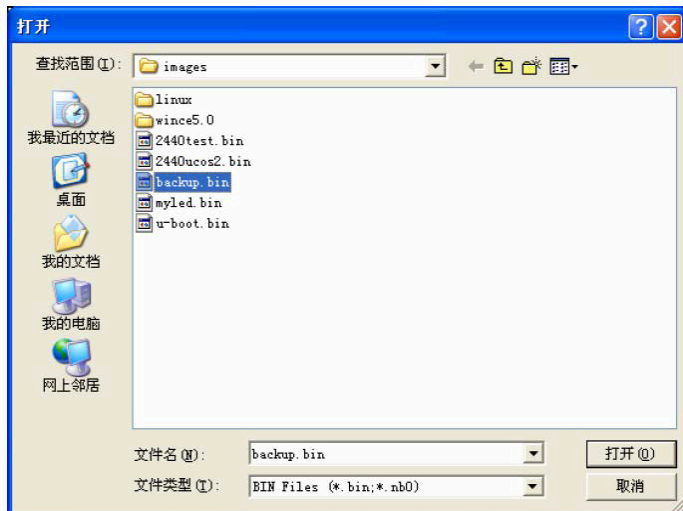 打开
查找范围(I):
images
我最近的文档
桌面
我的文档
我的电脑
网上邻居
linux
wince5.0
2440test.bin
2440ucos2.bin
backup.bin
myled.bin
u-boot.bin
文件名(N):
backup.bin
打开(O)
文件类型(T):
BIN Files (*.bin;*.nb0)
取消